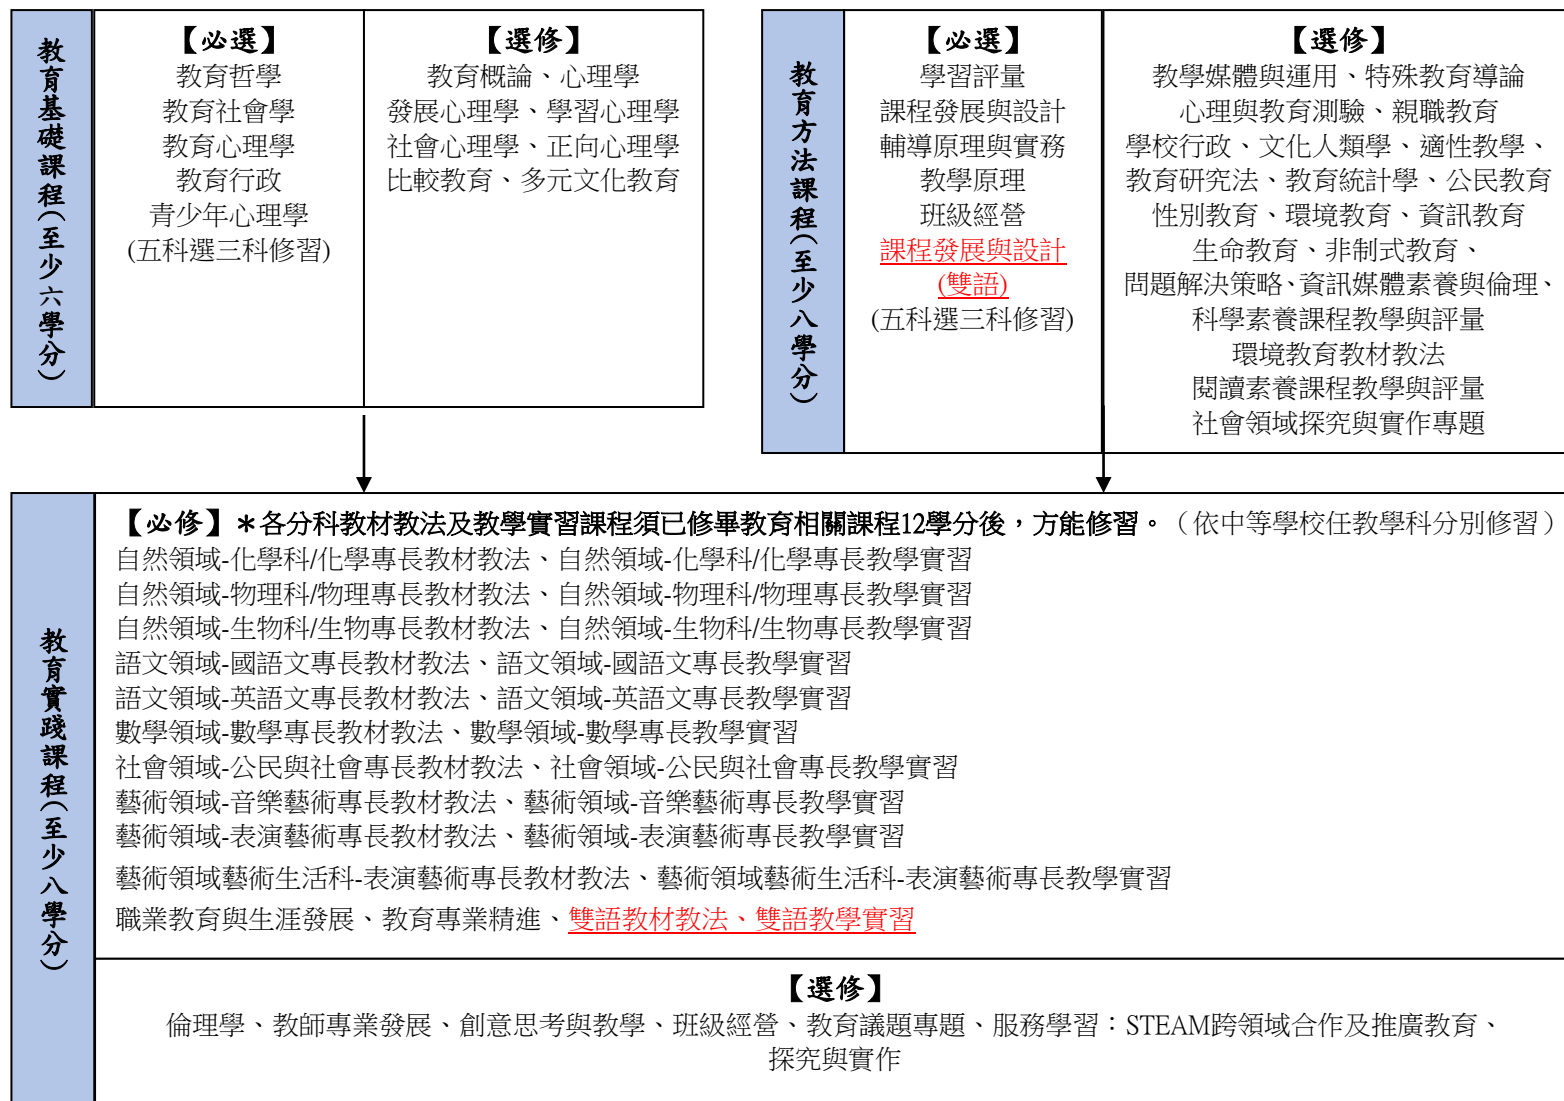 教育基礎課程(至少六學分)
【必選】
教育哲學
教育社會學
教育心理學
教育行政
青少年心理學
(五科選三科修習)
【選修】
教育概論、心理學
發展心理學、學習心理學
社會心理學、正向心理學
比較教育、多元文化教育
教育方法課程(至少八學分)
【必選】
學習評量
課程發展與設計
輔導原理與實務
教學原理
班級經營
課程發展與設計
(雙語)
(五科選三科修習)
【選修】
教學媒體與運用、特殊教育導論
心理與教育測驗、親職教育
學校行政、文化人類學、適性教學、
教育研究法、教育統計學、公民教育
性別教育、環境教育、資訊教育
生命教育、非制式教育、
問題解決策略、資訊媒體素養與倫理、
科學素養課程教學與評量
環境教育教材教法
閱讀素養課程教學與評量
社會領域探究與實作專題
教育實踐課程(至少八學分)
【必修】＊各分科教材教法及教學實習課程須已修畢教育相關課程12學分後，方能修習。（依中等學校任教學科分別修習）
自然領域-化學科/化學專長教材教法、自然領域-化學科/化學專長教學實習
自然領域-物理科/物理專長教材教法、自然領域-物理科/物理專長教學實習
自然領域-生物科/生物專長教材教法、自然領域-生物科/生物專長教學實習
語文領域-國語文專長教材教法、語文領域-國語文專長教學實習
語文領域-英語文專長教材教法、語文領域-英語文專長教學實習
數學領域-數學專長教材教法、數學領域-數學專長教學實習
社會領域-公民與社會專長教材教法、社會領域-公民與社會專長教學實習
藝術領域-音樂藝術專長教材教法、藝術領域-音樂藝術專長教學實習
藝術領域-表演藝術專長教材教法、藝術領域-表演藝術專長教學實習
藝術領域藝術生活科-表演藝術專長教材教法、藝術領域藝術生活科-表演藝術專長教學實習
職業教育與生涯發展、教育專業精進、雙語教材教法、雙語教學實習
【選修】
倫理學、教師專業發展、創意思考與教學、班級經營、教育議題專題、服務學習：STEAM跨領域合作及推廣教育、
探究與實作